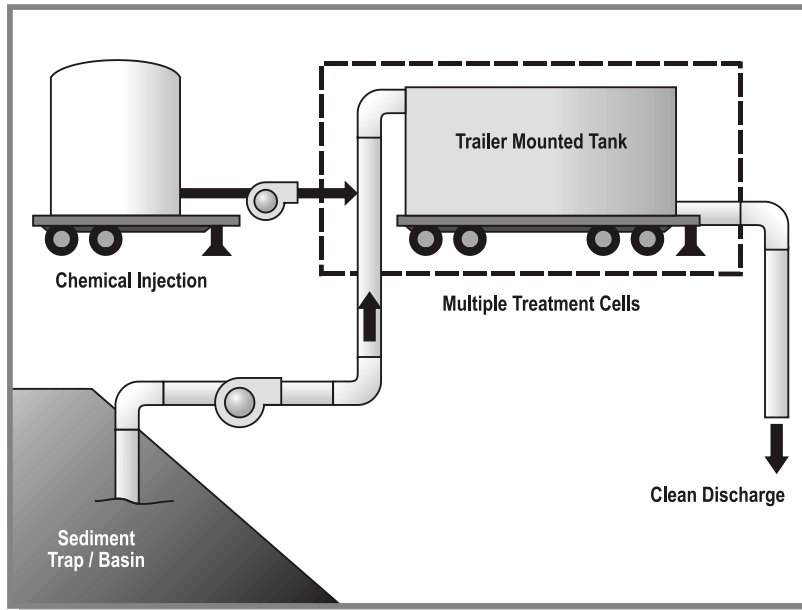 Trailer Mounted Tank
Chemical Injection
Multiple Treatment Cells
Clean Discharge
Sediment
Trap / Basin